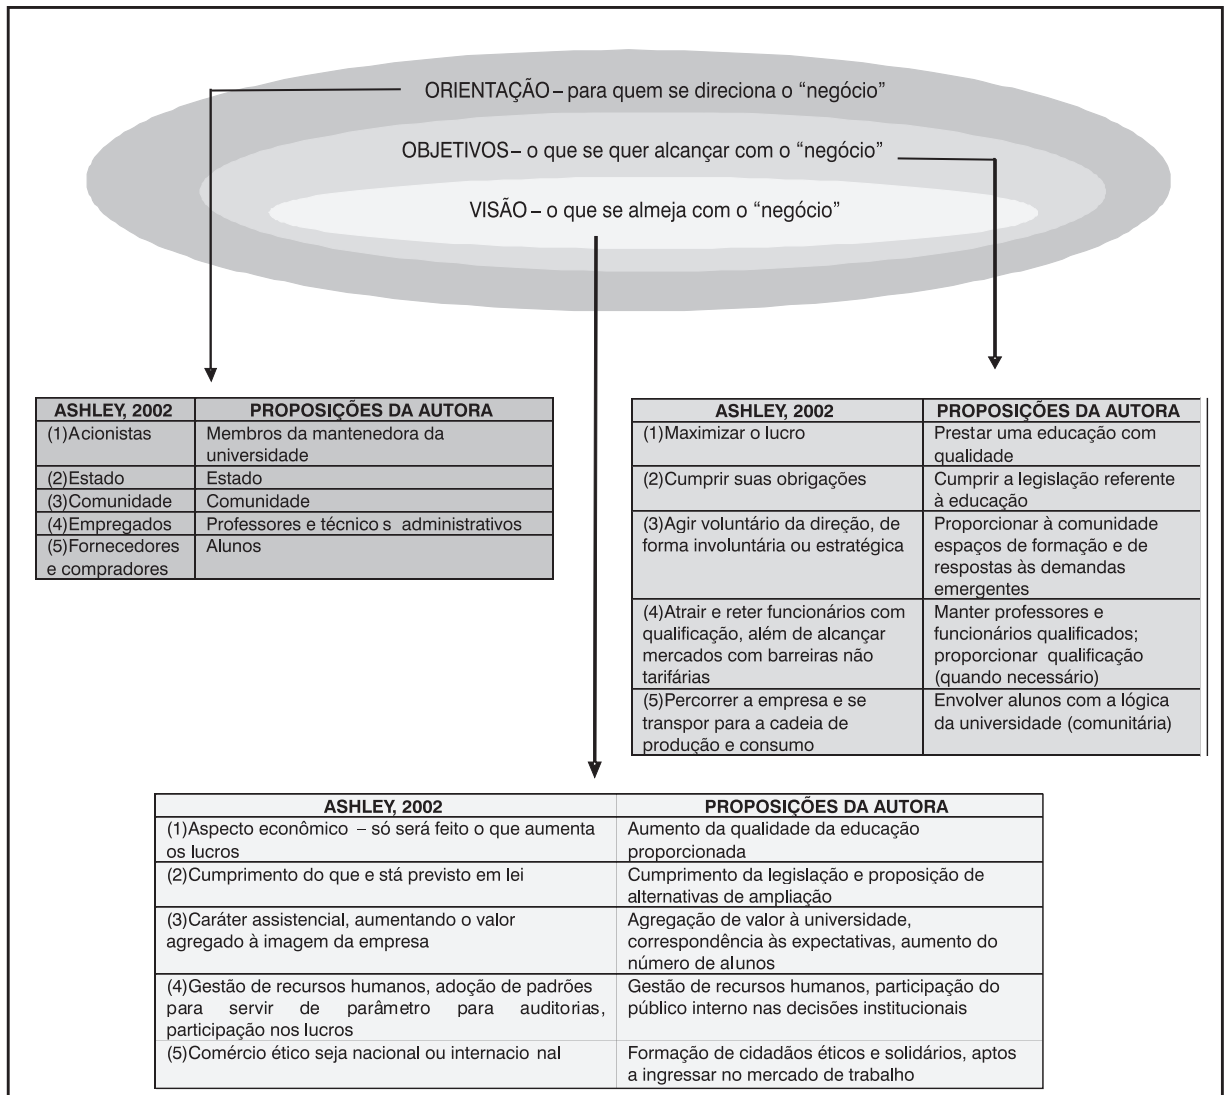 ORIENTAÇÃO – para quem se direciona o “negócio”
OBJETIVOS – o que se quer alcançar com o “negócio”
VISÃO – o que se almeja com o “negócio”
ASHLEY, 2002 PROPOSIÇÕES DA AUTORA
(1)Acionistas Membros da mantenedora da
universidade
(2)Estado Estado
(3)Comunidade Comunidade
(4)Empregados Professores e técnico s administrativos
(5)Fornecedores Alunos
e compradores
ASHLEY, 2002 PROPOSIÇÕES DA AUTORA
(1)Maximizar o lucro Prestar uma educação com
qualidade
(2)Cumprir suas obrigações Cumprir a legislação referente
à educação
(3)Agir voluntário da direção, de Proporcionar à comunidade
forma involuntária ou estratégica espaços de formação e de
respostas às demandas
emergentes
(4)Atrair e reter funcionários com Manter professores e
qualificação, além de alcançar funcionários qualificados;
mercados com barreiras não proporcionar qualificação
tarifárias (quando necessário)
(5)Percorrer a empresa e se Envolver alunos com a lógica
transpor para a cadeia de da universidade (comunitária)
produção e consumo
ASHLEY, 2002 PROPOSIÇÕES DA AUTORA
(1)Aspecto econômico – só será feito o que aumenta Aumento da qualidade da educação
os lucros proporcionada
(2)Cumprimento do que e stá previsto em lei Cumprimento da legislação e proposição de
alternativas de ampliação
(3)Caráter assistencial, aumentando o valor Agregação de valor à universidade,
agregado à imagem da empresa correspondência às expectativas, aumento do
número de alunos
(4)Gestão de recursos humanos, adoção de padrões Gestão de recursos humanos, participação do
para servir de parâmetro para auditorias, público interno nas decisões institucionais
participação nos lucros
(5)Comércio ético seja nacional ou internacio nal Formação de cidadãos éticos e solidários, aptos
a ingressar no mercado de trabalho